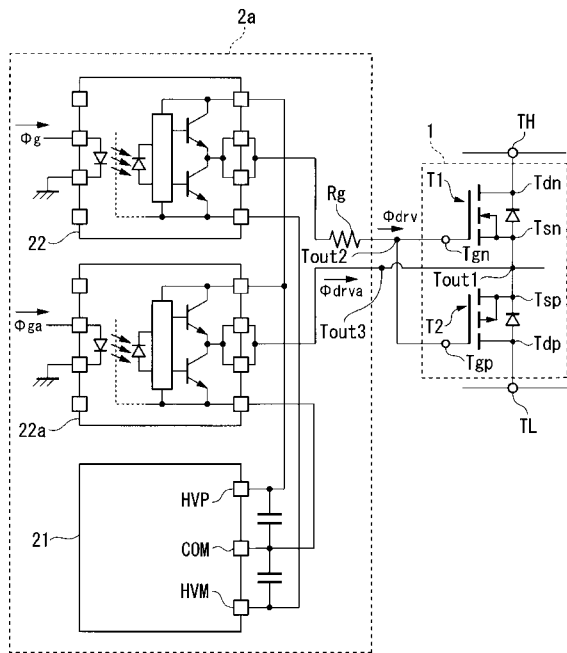 2a
Φg
22
Rg
Φdrv
Tout2
1
TH
T1
Tdn
Tsn
Tgn
Tout1
Φdrva
Tout3
T2
Tsp
Tdp
Tgp
TL
Φga
22a
21
HVP
COM
HVM